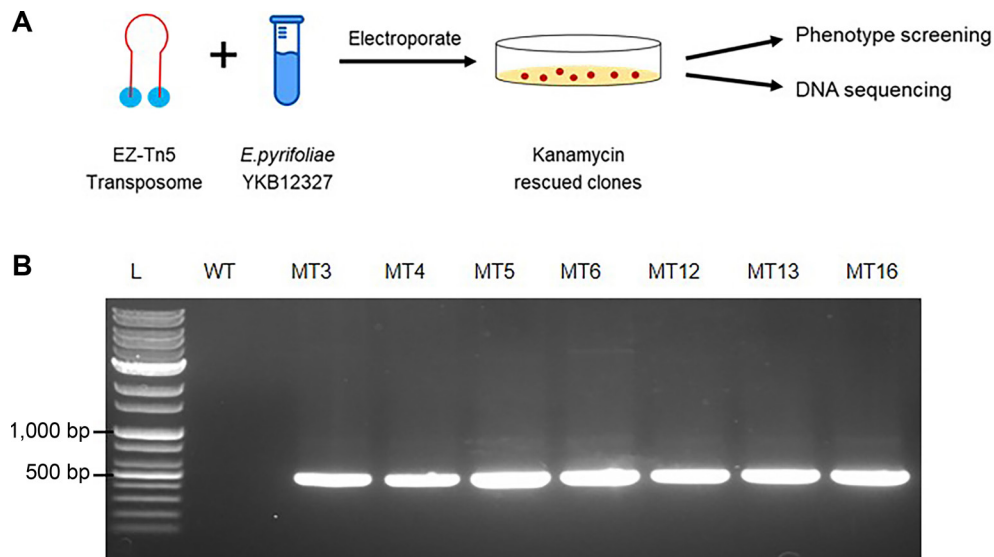 A
Electroporate
Phenotype screening
DNA sequencing
EZ-Tn5
Transposome
E.pyrifoliae
YKB12327
Kanamycin
rescued clones
B
L WT MT3 MT4 MT5 MT6 MT12 MT13 MT16
1,000 bp
500 bp